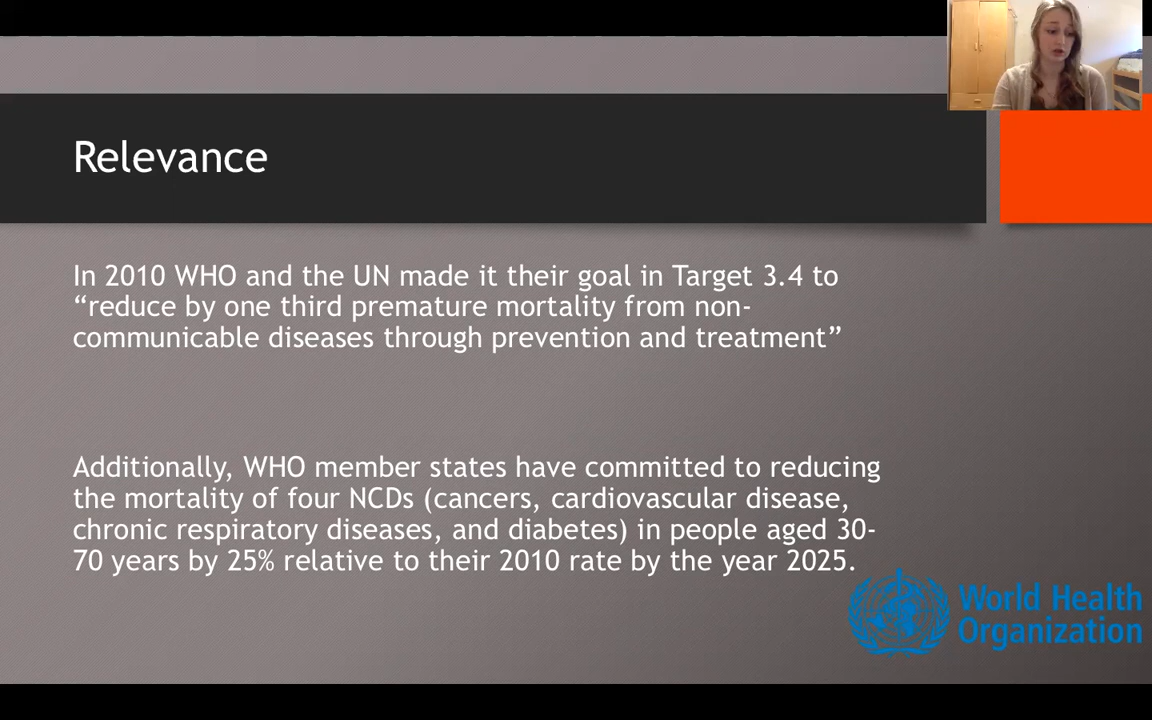 Relevance
In 2010 WHO and the UN made it their goal in Target 3.4 to
“reduce by one third premature mortality from non-
communicable diseases through prevention and treatment”
Additionally, WHO member states have committed to reducing
the mortality of four NCDs (cancers, cardiovascular disease,
chronic respiratory diseases, and diabetes) in people aged 30-
70 years by 25% relative to their 2010 rate by the year 2025.
World Health
Organization